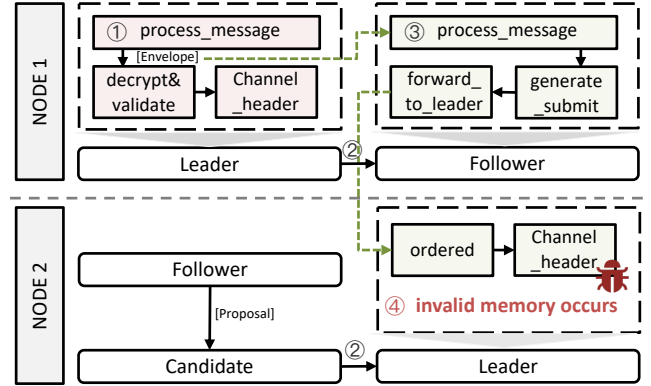 NODE 1
① process_message
[Envelope]
decrypt&
validate
Channel
_header
Leader
②
③ process_message
forward_
to_leader
generate
_submit
Follower
NODE 2
Follower
[Proposal]
Candidate
②
ordered
Channel
_header
④ invalid memory occurs
Leader